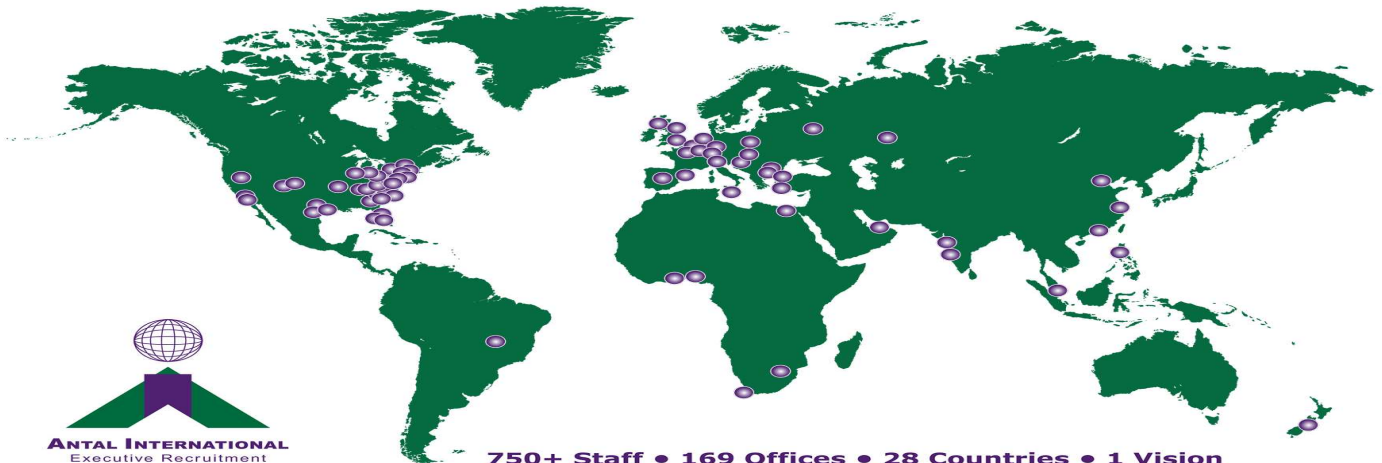 ANTAL INTERNATIONAL
Executive Recruitment
750+ Staff ● 169 Offices ● 28 Countries ● 1 Vision